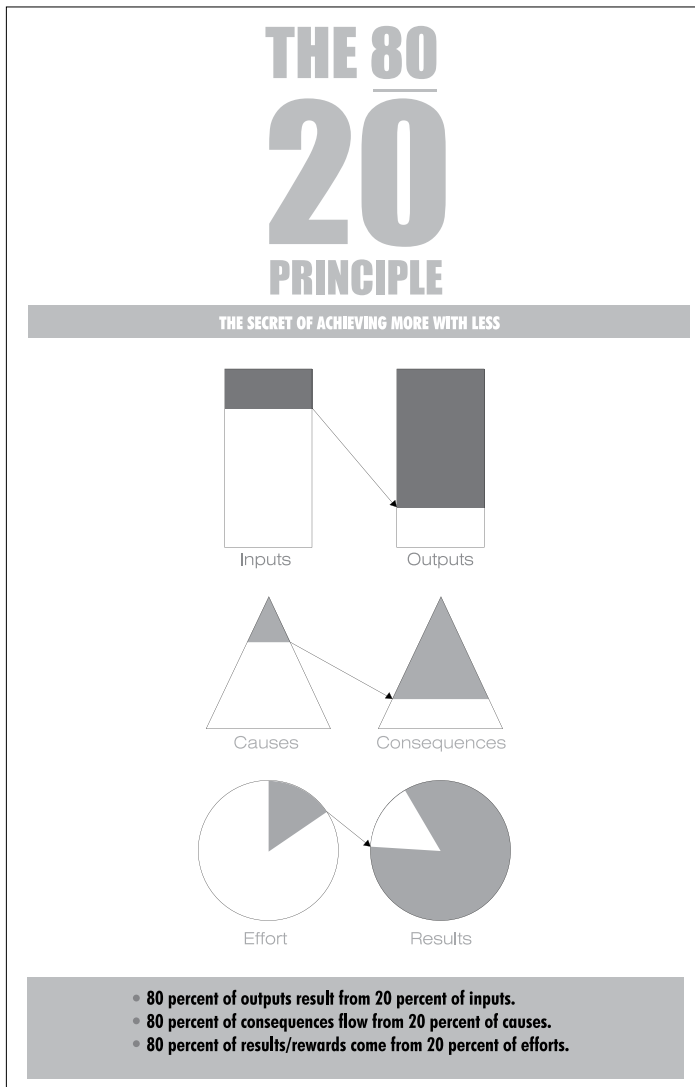 THE 80
20
PRINCIPLE
THE SECRET OF ACHIEVING MORE WITH LESS
Inputs Outputs
Causes Consequences
Effort Results
• 80 percent of outputs result from 20 percent of inputs.
• 80 percent of consequences flow from 20 percent of causes.
• 80 percent of results/rewards come from 20 percent of efforts.